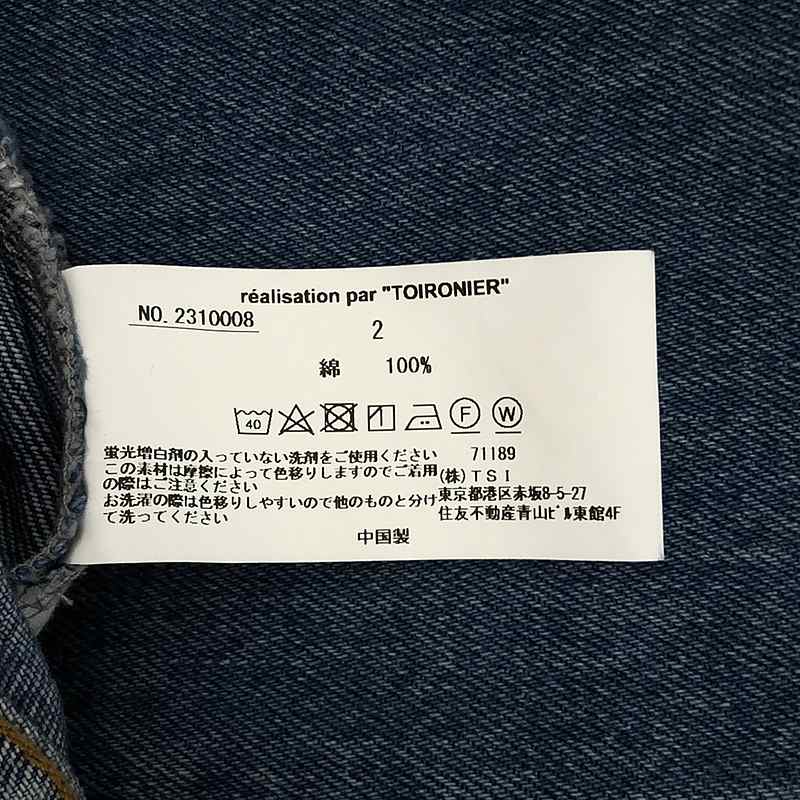 réalisation par "TOIRONIER"
NO. 2310008
2
綿 100%
40 F W
蛍光増白剤の入っていない洗剤をご使用ください
この素材は摩擦によって色移りしますのでご着用
の際はご注意ください
お洗濯の際は色移りしやすいので他のものと分け
て洗ってください
71189
(株)TSI
東京都港区赤坂8-5-27
住友不動産青山ﾋﾞﾙ東館4F
中国製